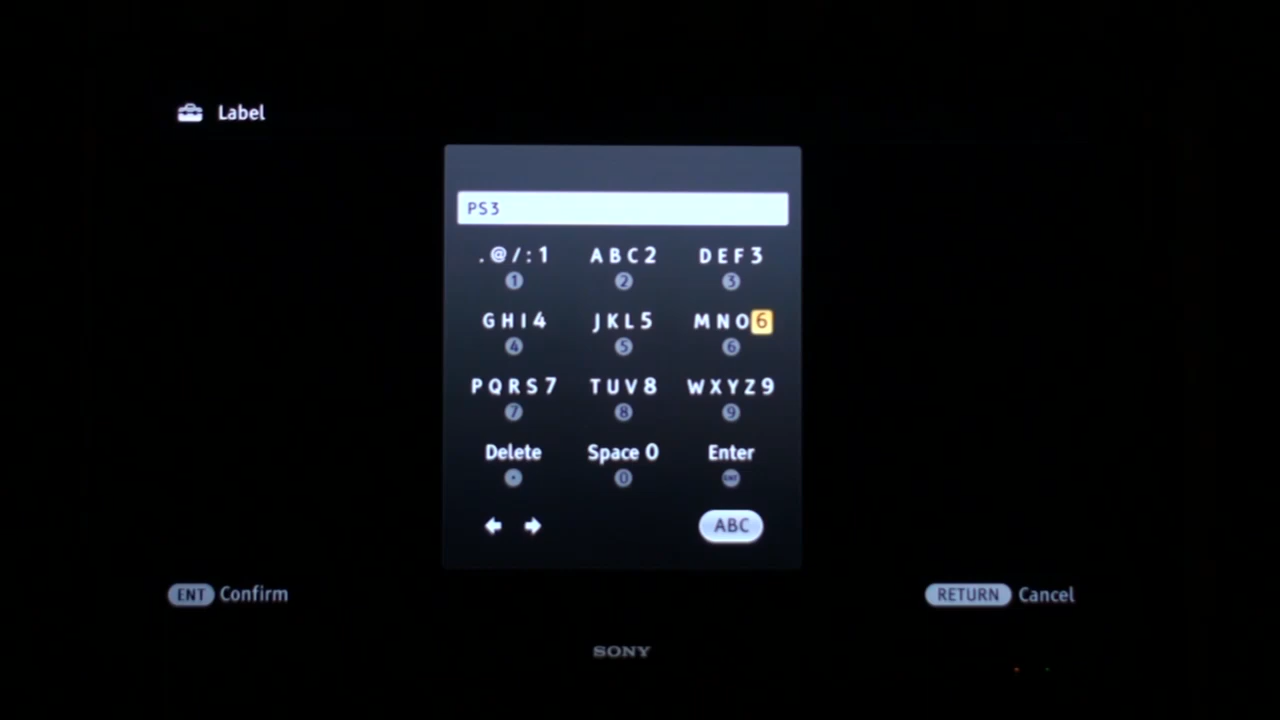 Label
PS3
.@/:1 ABC2 DEF3
1 2 3
GHI4 JKL5 MNO6
4 5 6
PQRS7 TUV8 WXYZ9
7 8 9
Delete Space 0 Enter
0 ENT
ABC
ENT Confirm RETURN Cancel
SONY